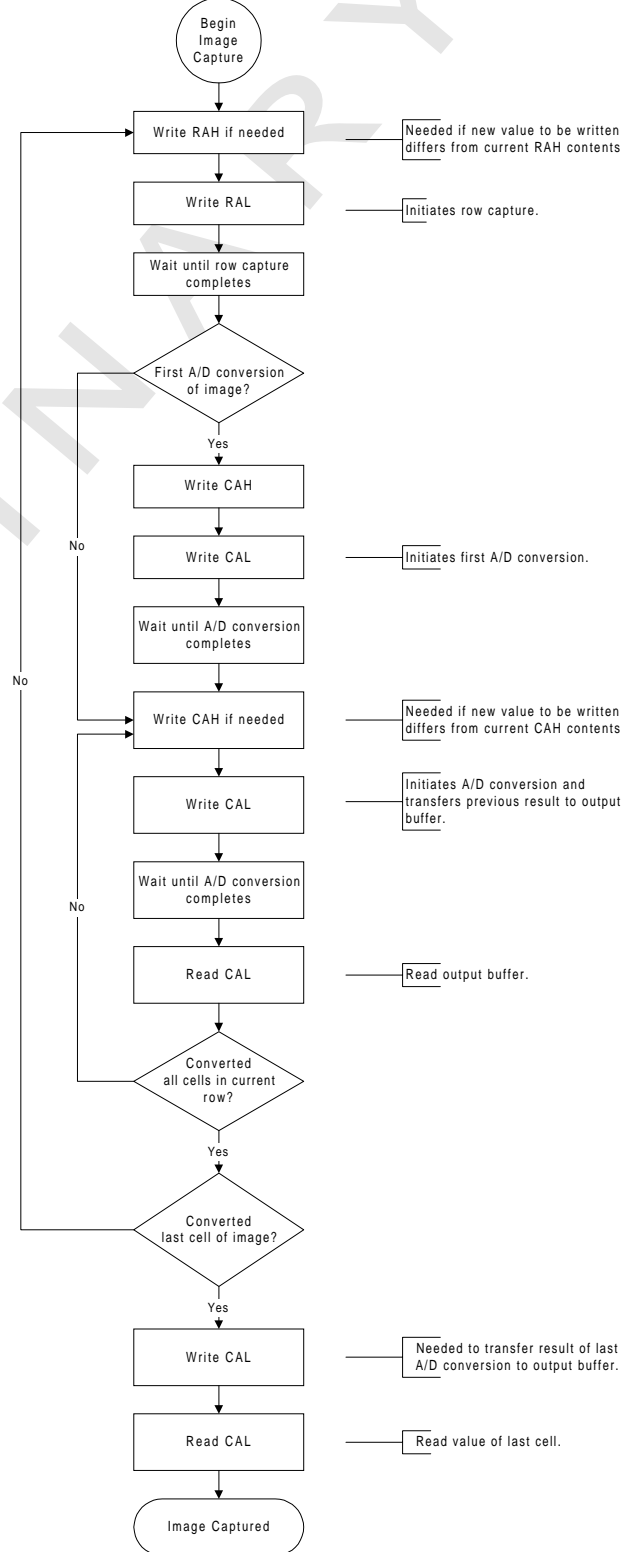 Begin
Image
Capture
Write RAH if needed
Needed if new value to be written
differs from current RAH contents
Write RAL
Initiates row capture.
Wait until row capture
completes
First A/D conversion
of image?
Yes
Write CAH
No
Write CAL
Initiates first A/D conversion.
Wait until A/D conversion
completes
No
Write CAH if needed
Needed if new value to be written
differs from current CAH contents
Write CAL
Initiates A/D conversion and
transfers previous result to output
buffer.
Wait until A/D conversion
completes
No
Read CAL
Read output buffer.
Converted
all cells in current
row?
Yes
Converted
last cell of image?
Yes
Write CAL
Needed to transfer result of last
A/D conversion to output buffer.
Read CAL
Read value of last cell.
Image Captured
INARY